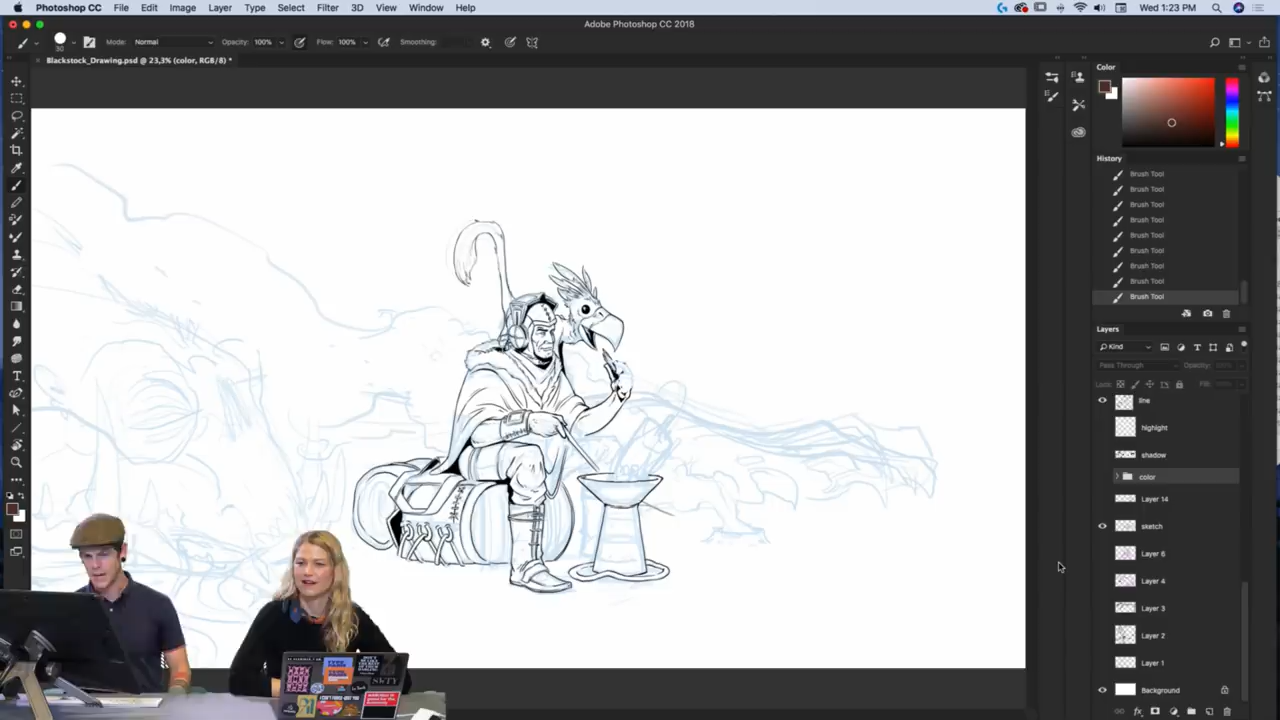 Photoshop CC File Edit Image Layer Type Select Filter 3D View Window Help Wed 1:23 PM
Adobe Photoshop CC 2018
30 Mode: Normal Opacity: 100% Flow: 100% Smoothing:
Blackstock_Drawing.psd @ 23,3% (color, RGB/8) *
Color
History
Brush Tool
Brush Tool
Brush Tool
Brush Tool
Brush Tool
Brush Tool
Brush Tool
Brush Tool
Brush Tool
Layers
Kind
Pass Through Opacity:
Lock: Fill:
line
highlight
shadow
color
Layer 14
sketch
Layer 6
Layer 4
Layer 3
Layer 2
Layer 1
Background